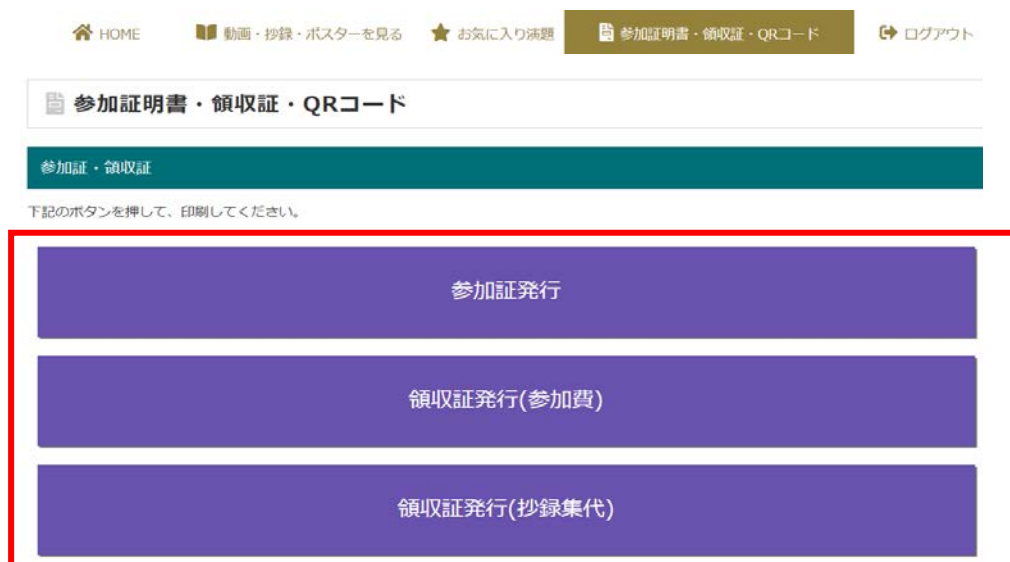 HOME 動画・抄録・ポスターを見る お気に入り演題 参加証明書・領収証・QRコード ログアウト
参加証明書・領収証・QRコード
参加証・領収証
下記のボタンを押して、印刷してください。
参加証発行
領収証発行(参加費)
領収証発行(抄録集代)